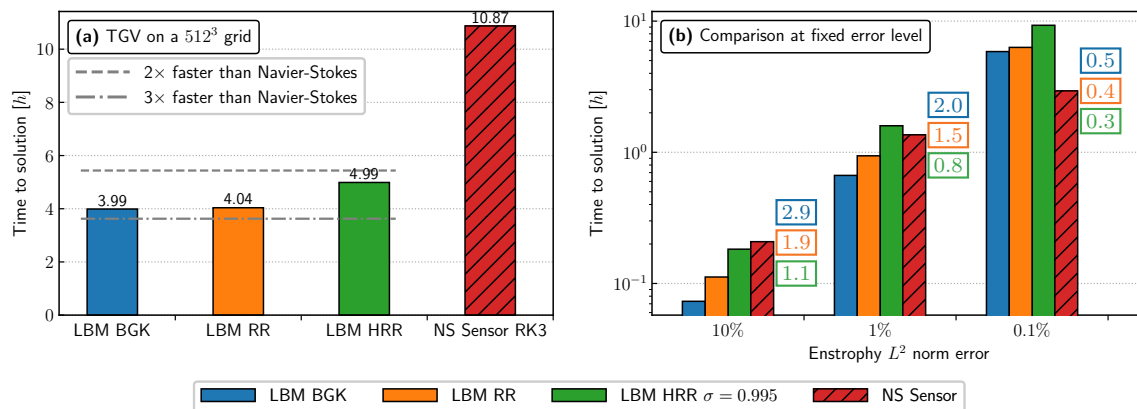 (a) TGV on a 512³ grid
2× faster than Navier-Stokes
3× faster than Navier-Stokes
Time to solution [h]
10
8
6
4
2
0
3.99
4.04
4.99
10.87
LBM BGK
LBM RR
LBM HRR
NS Sensor RK3
(b) Comparison at fixed error level
Time to solution [h]
10¹
10⁰
10⁻¹
2.9
1.9
1.1
2.0
1.5
0.8
0.5
0.4
0.3
10%
1%
0.1%
Enstrophy L² norm error
LBM BGK
LBM RR
LBM HRR σ = 0.995
NS Sensor